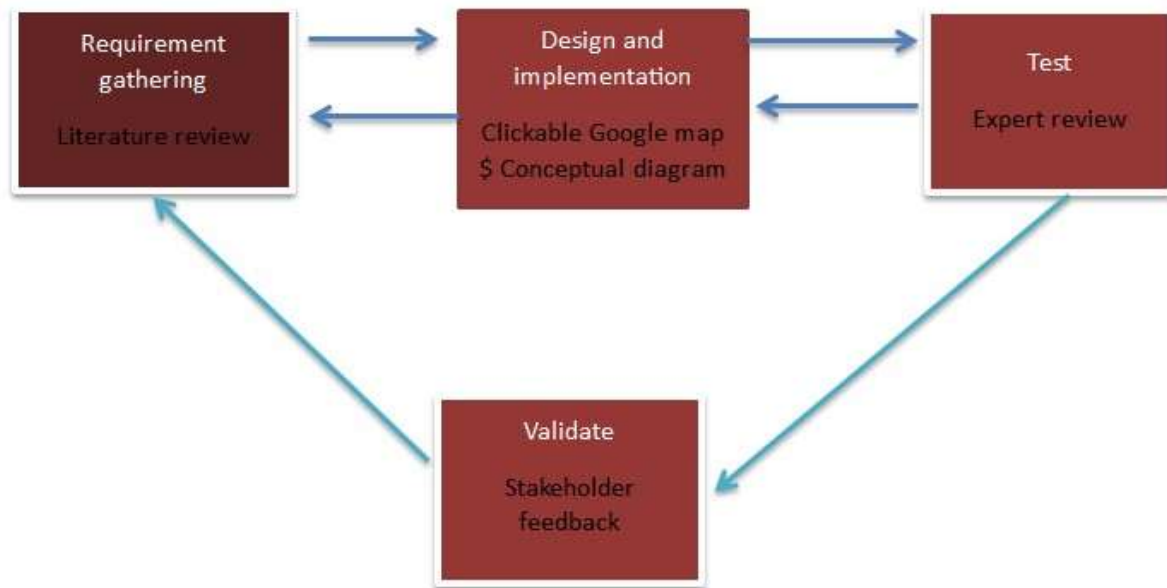 Requirement
gathering
Literature review
Design and
implementation
Clickable Google map
$ Conceptual diagram
Test
Expert review
Validate
Stakeholder
feedback